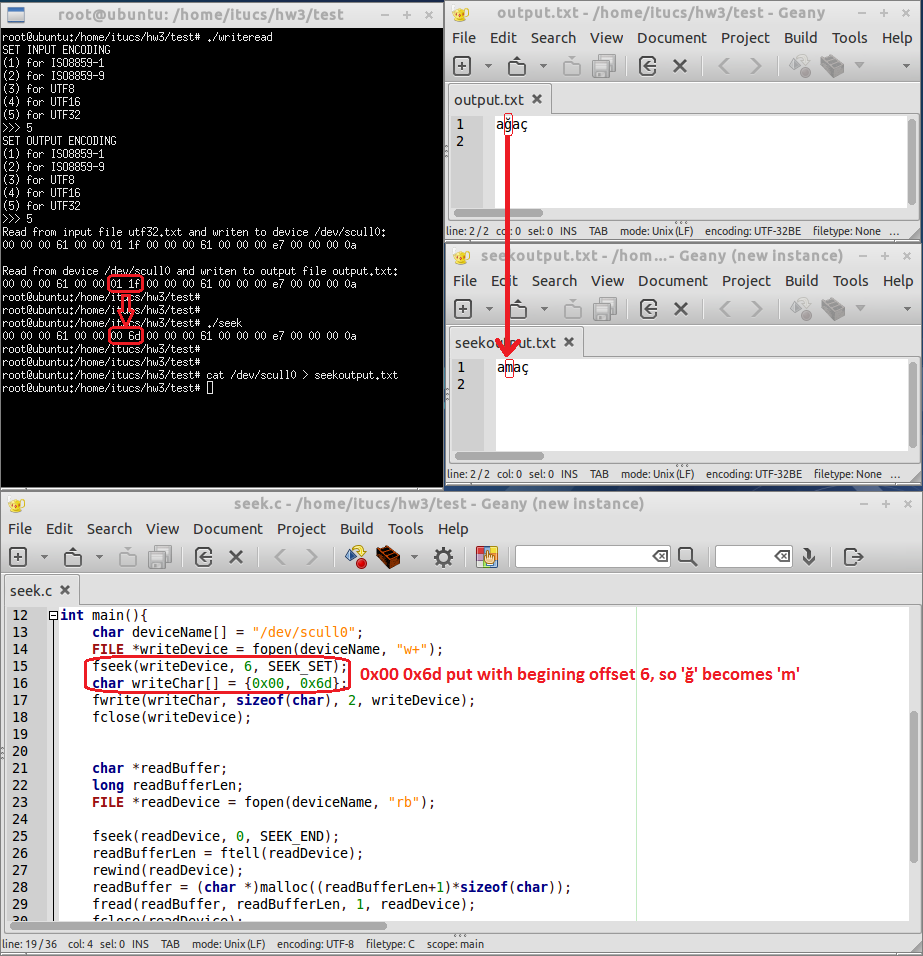 root@ubuntu: /home/itucs/hw3/test
root@ubuntu:/home/itucs/hw3/test# ./writeread
SET INPUT ENCODING
(1) for ISO8859-1
(2) for ISO8859-9
(3) for UTF8
(4) for UTF16
(5) for UTF32
>>> 5
SET OUTPUT ENCODING
(1) for ISO8859-1
(2) for ISO8859-9
(3) for UTF8
(4) for UTF16
(5) for UTF32
>>> 5
Read from input file utf32.txt and writen to device /dev/scull0:
00 00 00 61 00 00 01 1f 00 00 00 61 00 00 00 e7 00 00 00 0a
Read from device /dev/scull0 and writen to output file output.txt:
00 00 00 61 00 00 01 1f 00 00 00 61 00 00 00 e7 00 00 00 0a
root@ubuntu:/home/itucs/hw3/test#
root@ubuntu:/home/itucs/hw3/test#
root@ubuntu:/home/itucs/hw3/test# ./seek
00 00 00 61 00 00 00 6d 00 00 00 61 00 00 00 e7 00 00 00 0a
root@ubuntu:/home/itucs/hw3/test#
root@ubuntu:/home/itucs/hw3/test#
root@ubuntu:/home/itucs/hw3/test# cat /dev/scull0 > seekoutput.txt
root@ubuntu:/home/itucs/hw3/test#
output.txt - /home/itucs/hw3/test - Geany
File Edit Search View Document Project Build Tools Help
output.txt
1 ağaç
2
line: 2 / 2 col: 0 sel: 0 INS TAB mode: Unix (LF) encoding: UTF-32BE filetype: None ...
seekoutput.txt - /hom...- Geany (new instance)
File Edit Search View Document Project Build Tools Help
seekoutput.txt
1 amaç
2
line: 2 / 2 col: 0 sel: 0 INS TAB mode: Unix (LF) encoding: UTF-32BE filetype: None ...
seek.c - /home/itucs/hw3/test - Geany (new instance)
File Edit Search View Document Project Build Tools Help
seek.c
12 int main(){
13 char deviceName[] = "/dev/scull0";
14 FILE *writeDevice = fopen(deviceName, "w+");
15 fseek(writeDevice, 6, SEEK_SET);
0x00 0x6d put with begining offset 6, so 'ğ' becomes 'm'
16 char writeChar[] = {0x00, 0x6d};
17 fwrite(writeChar, sizeof(char), 2, writeDevice);
18 fclose(writeDevice);
19
20
21 char *readBuffer;
22 long readBufferLen;
23 FILE *readDevice = fopen(deviceName, "rb");
24
25 fseek(readDevice, 0, SEEK_END);
26 readBufferLen = ftell(readDevice);
27 rewind(readDevice);
28 readBuffer = (char *)malloc((readBufferLen+1)*sizeof(char));
29 fread(readBuffer, readBufferLen, 1, readDevice);
30 fclose(readDevice);
line: 19 / 36 col: 4 sel: 0 INS TAB mode: Unix (LF) encoding: UTF-8 filetype: C scope: main